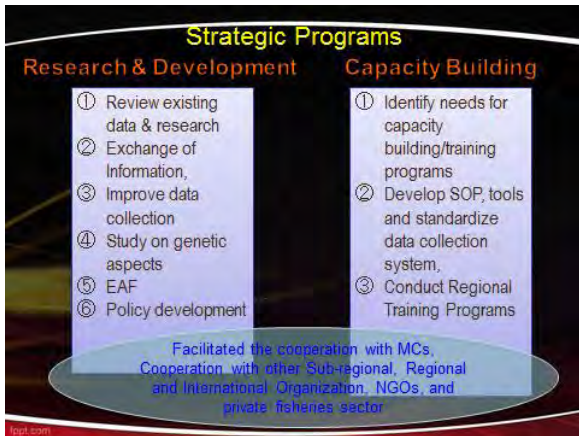 Strategic Programs
Research & Development
① Review existing
data & research
② Exchange of
Information,
③ Improve data
collection
④ Study on genetic
aspects
⑤ EAF
⑥ Policy development
Capacity Building
① Identify needs for
capacity
building/training
programs
② Develop SOP, tools
and standardize
data collection
system,
③ Conduct Regional
Training Programs
Facilitated the cooperation with MCs,
Cooperation with other Sub-regional, Regional
and International Organization, NGOs, and
private fisheries sector
fppt.com